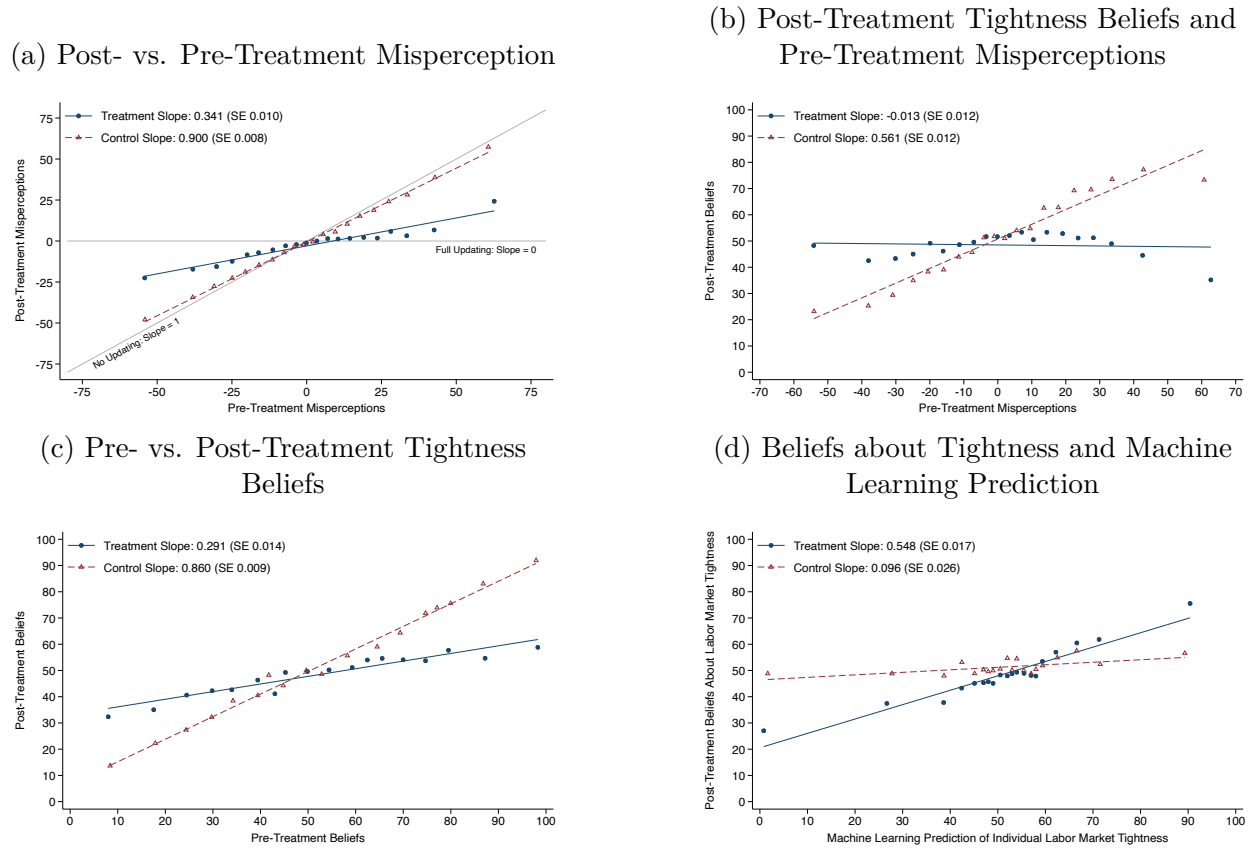 (a) Post- vs. Pre-Treatment Misperception
Treatment Slope: 0.341 (SE 0.010)
Control Slope: 0.900 (SE 0.008)
Post-Treatment Misperceptions
75
50
25
0
-25
-50
-75
Full Updating: Slope = 0
No Updating: Slope = 1
-75 -50 -25 0 25 50 75
Pre-Treatment Misperceptions
(b) Post-Treatment Tightness Beliefs and
Pre-Treatment Misperceptions
Treatment Slope: -0.013 (SE 0.012)
Control Slope: 0.561 (SE 0.012)
Post-Treatment Beliefs
100
90
80
70
60
50
40
30
20
10
0
-70 -60 -50 -40 -30 -20 -10 0 10 20 30 40 50 60 70
Pre-Treatment Misperceptions
(c) Pre- vs. Post-Treatment Tightness
Beliefs
Treatment Slope: 0.291 (SE 0.014)
Control Slope: 0.860 (SE 0.009)
Post-Treatment Beliefs
100
90
80
70
60
50
40
30
20
10
0
0 10 20 30 40 50 60 70 80 90 100
Pre-Treatment Beliefs
(d) Beliefs about Tightness and Machine
Learning Prediction
Treatment Slope: 0.548 (SE 0.017)
Control Slope: 0.096 (SE 0.026)
Post-Treatment Beliefs About Labor Market Tightness
100
90
80
70
60
50
40
30
20
10
0
0 10 20 30 40 50 60 70 80 90 100
Machine Learning Prediction of Individual Labor Market Tightness